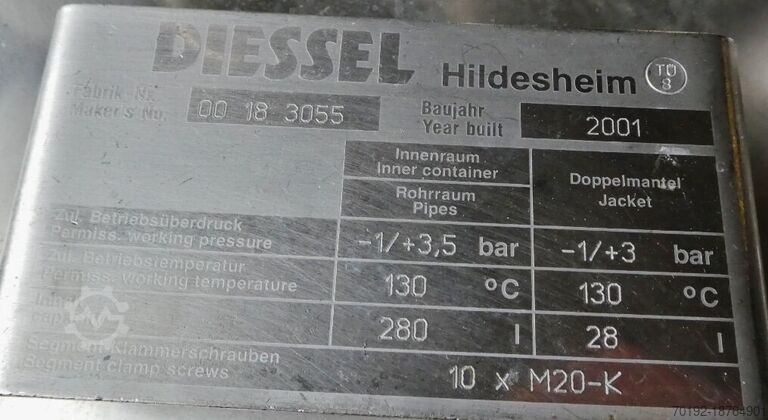 DIESSEL Hildesheim TÜ 8
Fabrik-Nr.
Maker's No. 00 18 3055
Baujahr
Year built 2001
Innenraum
Inner container
Rohrraum
Pipes
Doppelmantel
Jacket
Zul. Betriebsüberdruck
Permiss. working pressure
-1/+3,5 bar -1/+3 bar
Zul. Betriebstemperatur
Permiss. working temperature
130 °C 130 °C
280 l 28 l
Segment-Klammerschrauben
Segment clamp screws
10 x M20-K